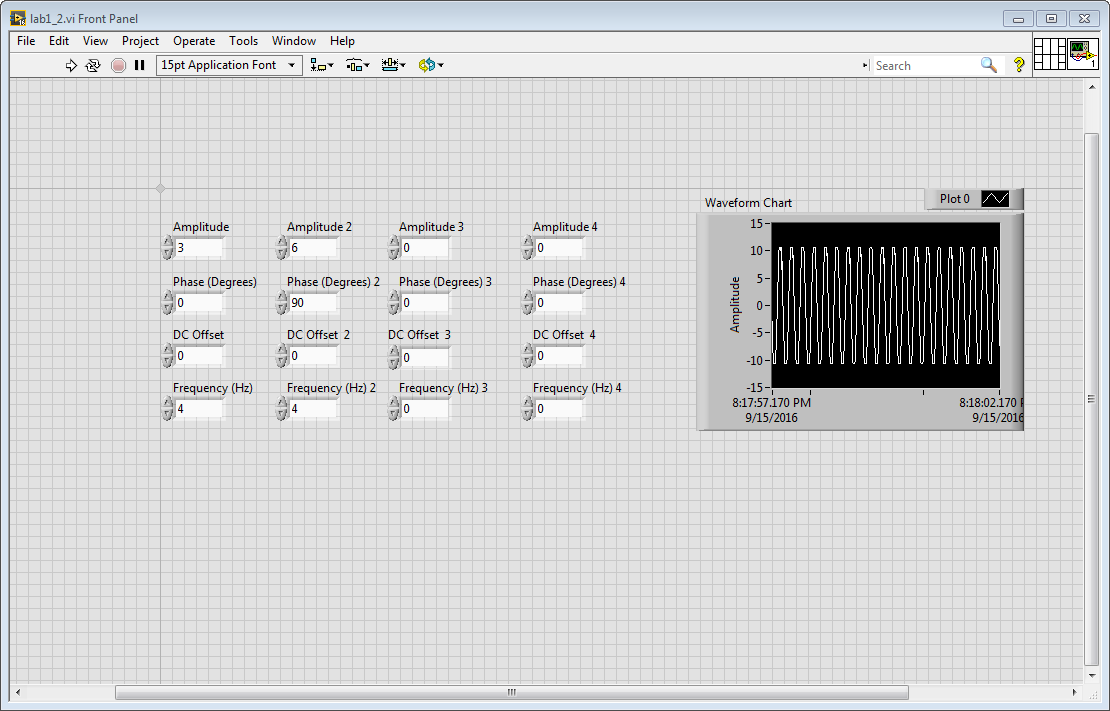 lab1_2.vi Front Panel
File Edit View Project Operate Tools Window Help
15pt Application Font Search ? 1
Plot 0
Waveform Chart
Amplitude Amplitude 2 Amplitude 3 Amplitude 4
3 6 0 0
Phase (Degrees) Phase (Degrees) 2 Phase (Degrees) 3 Phase (Degrees) 4
0 90 0 0
DC Offset DC Offset 2 DC Offset 3 DC Offset 4
0 0 0 0
Frequency (Hz) Frequency (Hz) 2 Frequency (Hz) 3 Frequency (Hz) 4
4 4 0 0
Amplitude
15
10
5
0
-5
-10
-15
8:17:57.170 PM 8:18:02.170 P
9/15/2016 9/15/2016